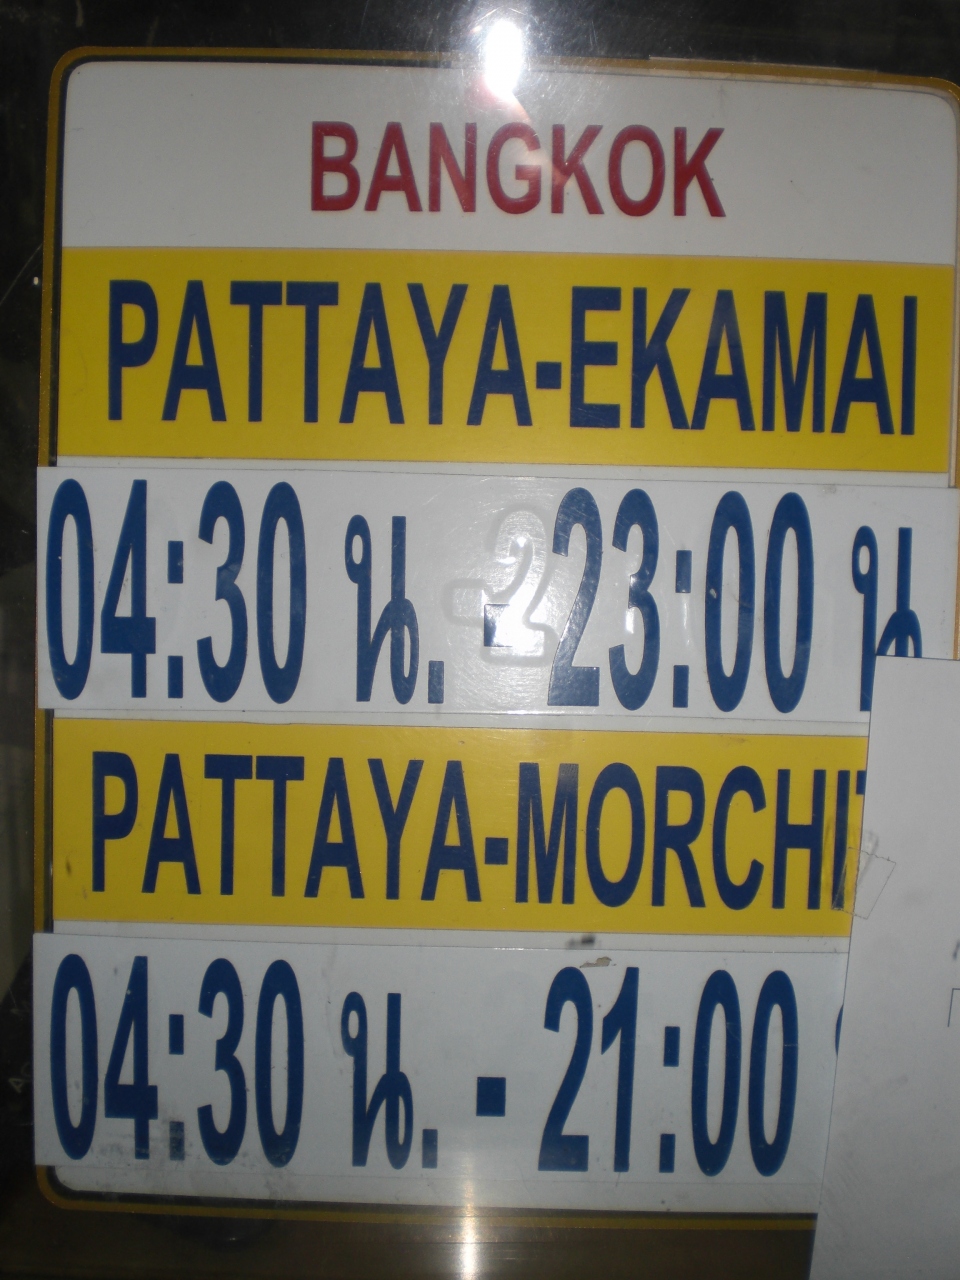 BANGKOK
PATTAYA-EKAMAI
04:30 น. - 23:00 น
PATTAYA-MORCHIT
04:30 น. - 21:00